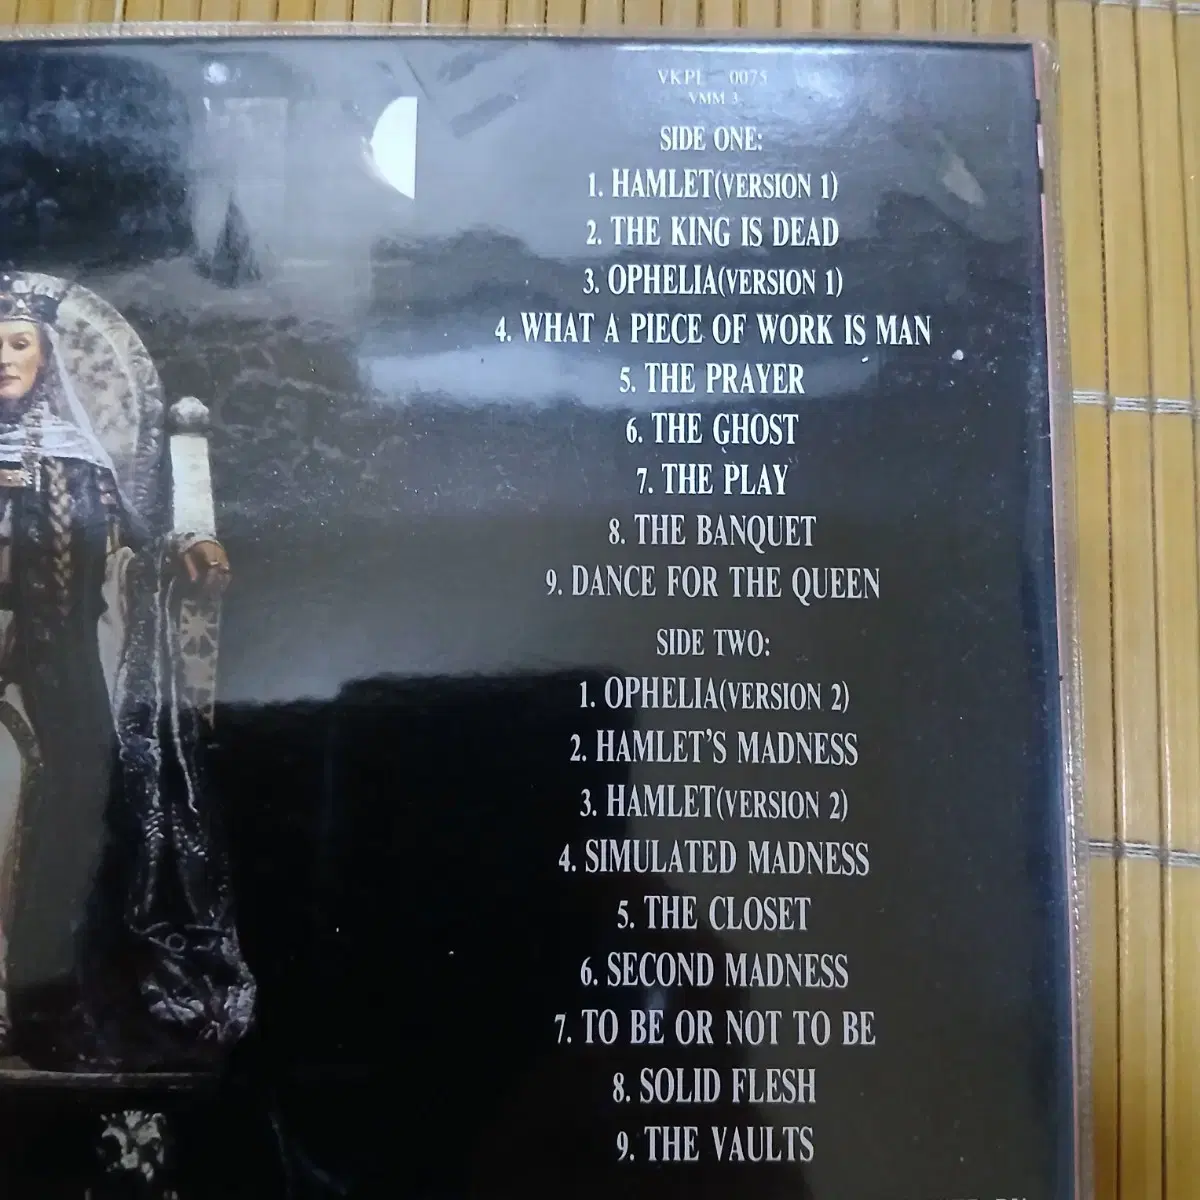 VKPL 0075
VMM 3
SIDE ONE:
1. HAMLET(VERSION 1)
2. THE KING IS DEAD
3. OPHELIA(VERSION 1)
4. WHAT A PIECE OF WORK IS MAN
5. THE PRAYER
6. THE GHOST
7. THE PLAY
8. THE BANQUET
9. DANCE FOR THE QUEEN
SIDE TWO:
1. OPHELIA(VERSION 2)
2. HAMLET'S MADNESS
3. HAMLET(VERSION 2)
4. SIMULATED MADNESS
5. THE CLOSET
6. SECOND MADNESS
7. TO BE OR NOT TO BE
8. SOLID FLESH
9. THE VAULTS